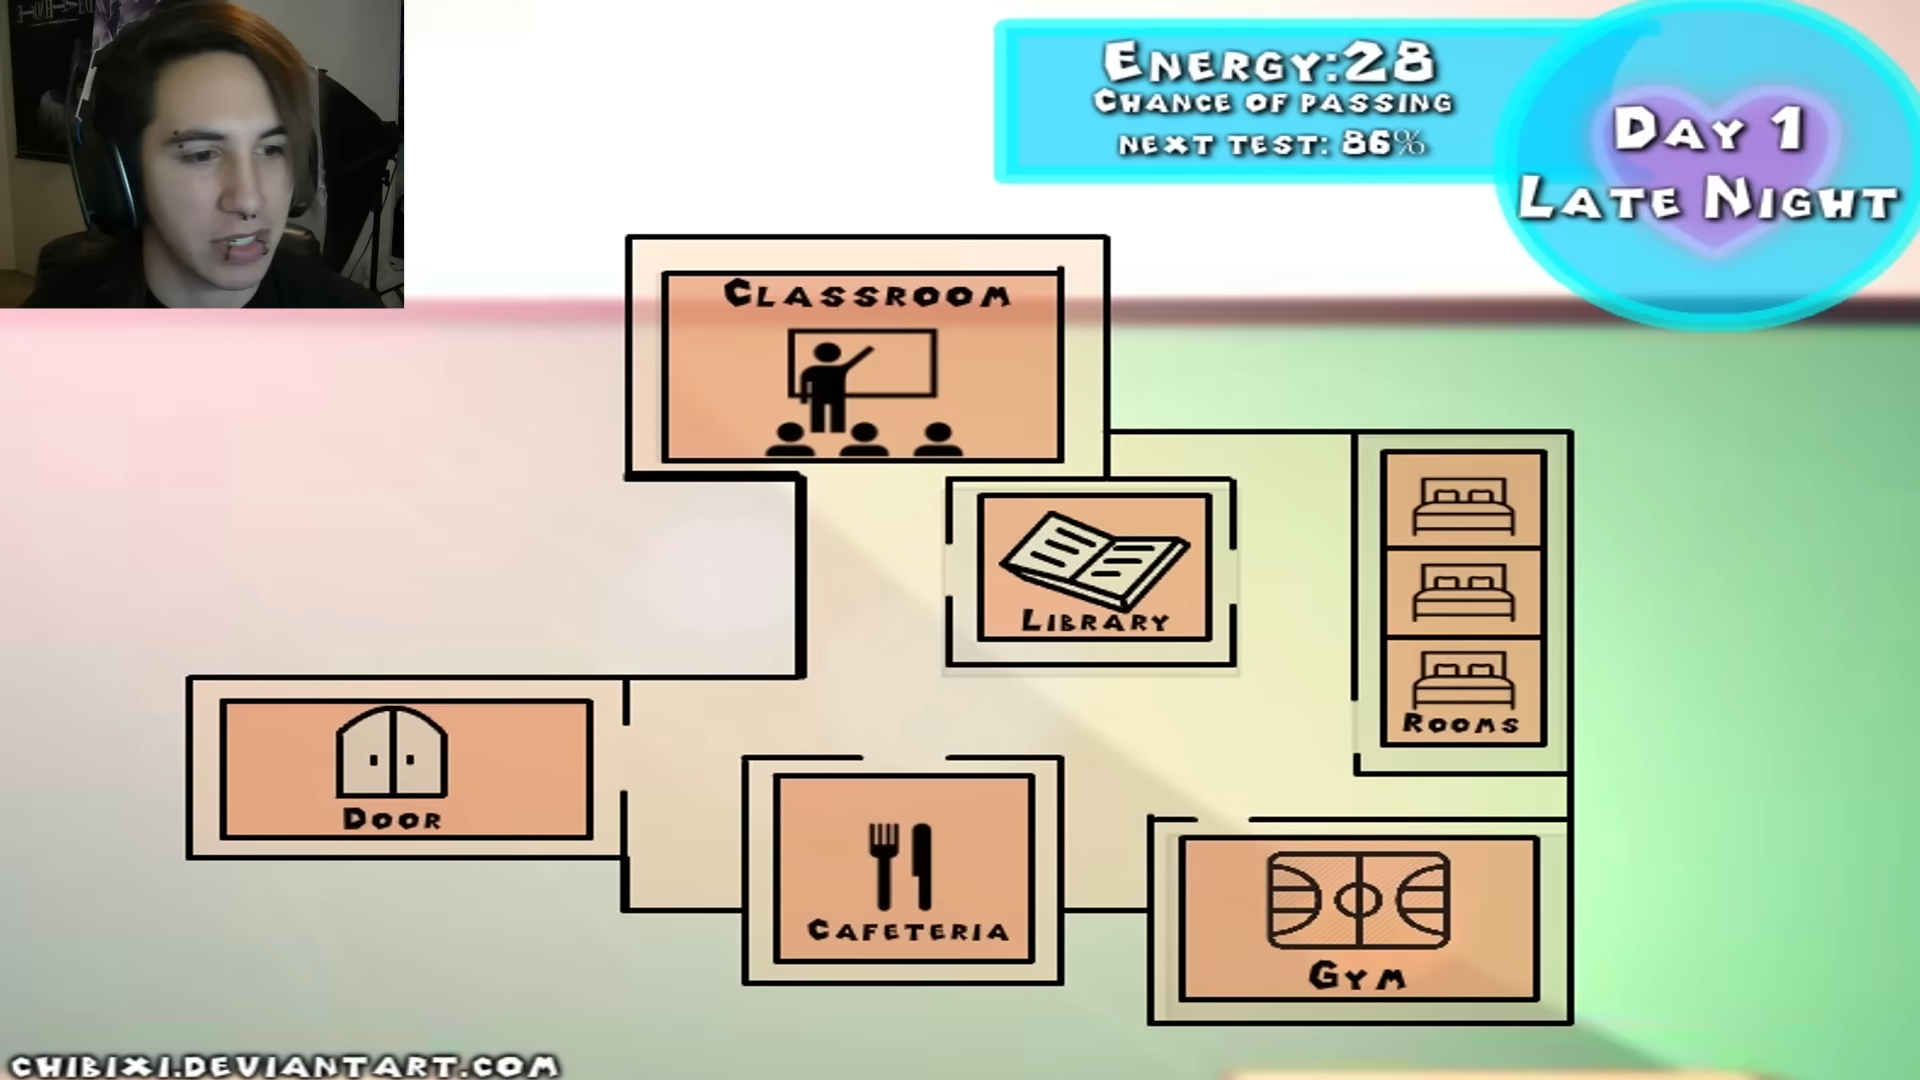 ENERGY:28
CHANCE OF PASSING
NEXT TEST: 86%
DAY 1
LATE NIGHT
CLASSROOM
LIBRARY
ROOMS
DOOR
CAFETERIA
GYM
CHIBIXI.DEVIANTART.COM